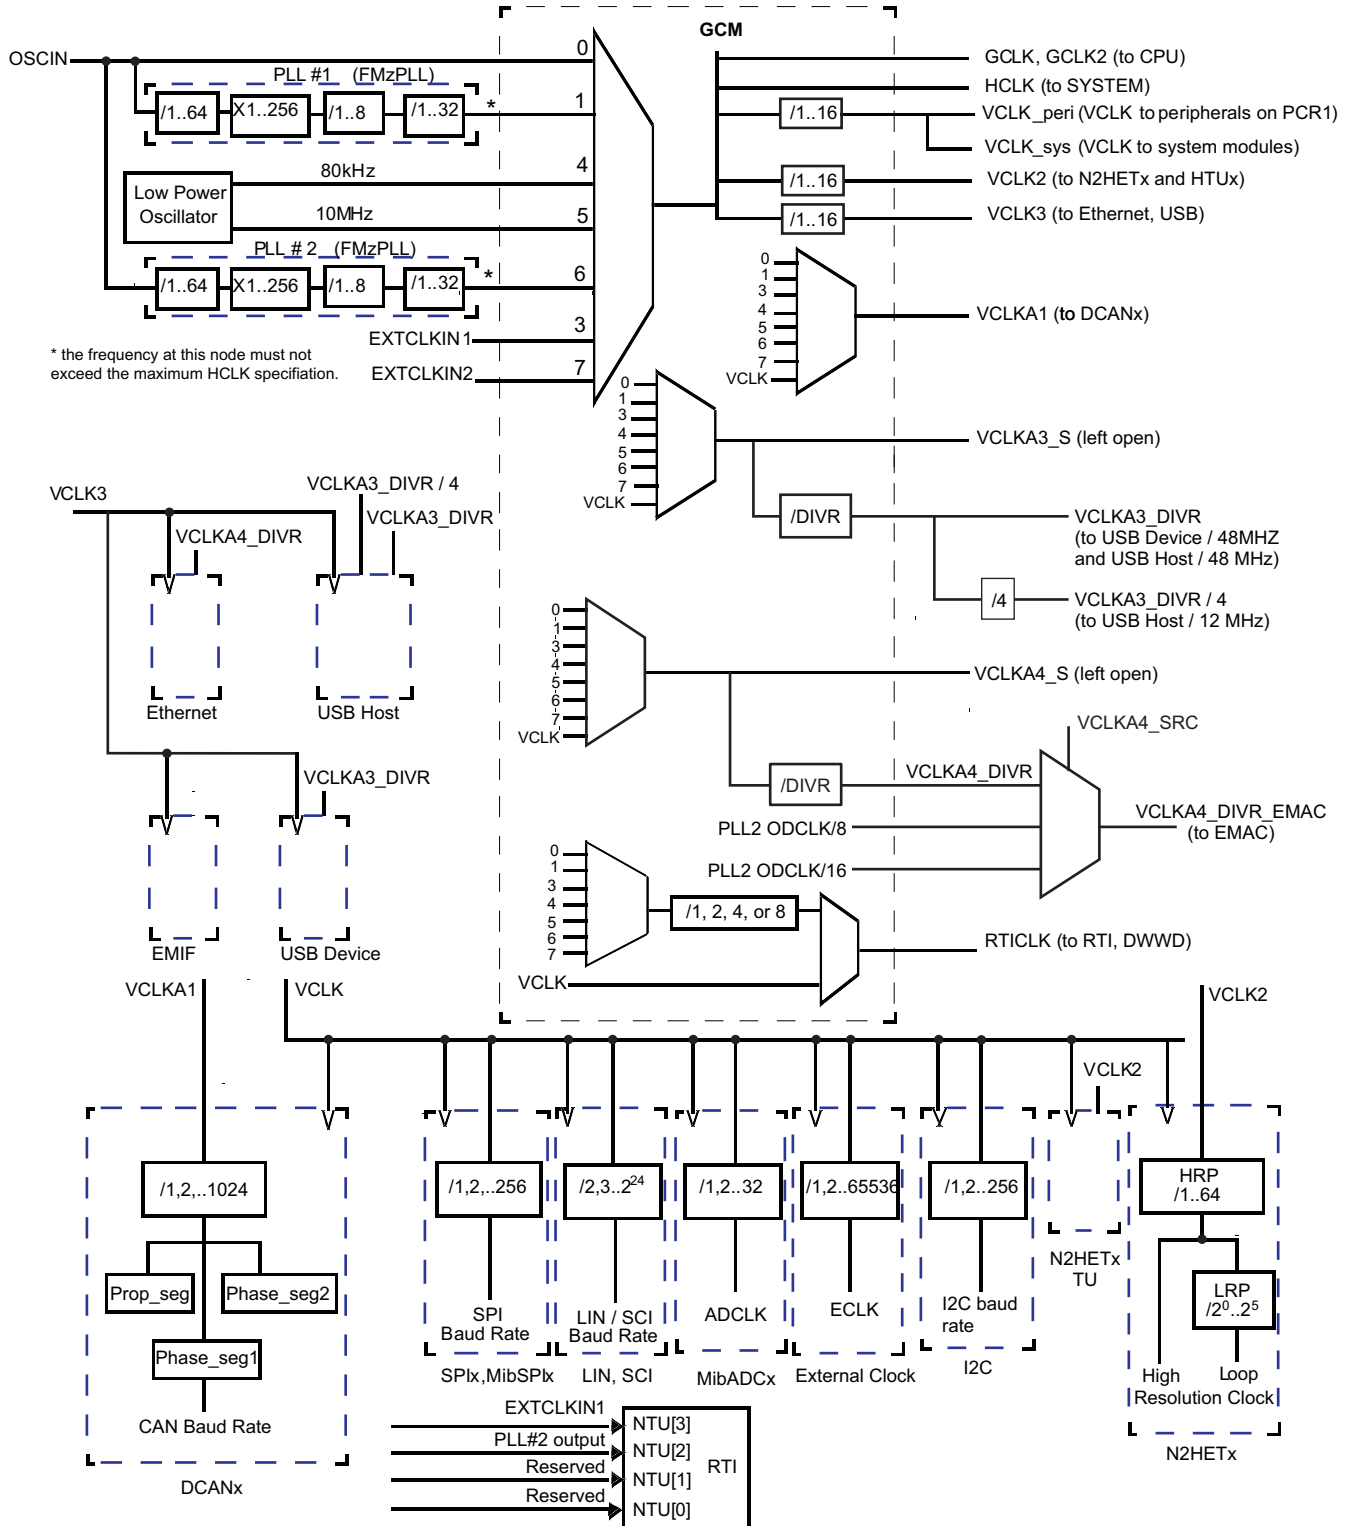 GCM
OSCIN
0
PLL #1 (FMzPLL)
/1..64
X1..256
/1..8
/1..32
*
1
80kHz
4
Low Power
Oscillator
10MHz
5
PLL # 2 (FMzPLL)
/1..64
X1..256
/1..8
/1..32
*
6
EXTCLKIN1
3
EXTCLKIN2
7
* the frequency at this node must not
exceed the maximum HCLK specifiation.
GCLK, GCLK2 (to CPU)
HCLK (to SYSTEM)
/1..16
VCLK_peri (VCLK to peripherals on PCR1)
VCLK_sys (VCLK to system modules)
/1..16
VCLK2 (to N2HETx and HTUx)
/1..16
VCLK3 (to Ethernet, USB)
0
1
3
4
5
6
7
VCLK
VCLKA1 (to DCANx)
0
1
3
4
5
6
7
VCLK
VCLKA3_S (left open)
/DIVR
VCLKA3_DIVR
(to USB Device / 48MHZ
and USB Host / 48 MHz)
/4
VCLKA3_DIVR / 4
(to USB Host / 12 MHz)
VCLK3
VCLKA3_DIVR / 4
VCLKA3_DIVR
VCLKA4_DIVR
Ethernet
USB Host
VCLKA3_DIVR
EMIF
USB Device
0
1
3
4
5
6
7
VCLK
VCLKA4_S (left open)
VCLKA4_SRC
/DIVR
VCLKA4_DIVR
PLL2 ODCLK/8
PLL2 ODCLK/16
VCLKA4_DIVR_EMAC
(to EMAC)
0
1
3
4
5
6
7
/1, 2, 4, or 8
VCLK
RTICLK (to RTI, DWWD)
VCLKA1
VCLK
VCLK2
VCLK2
/1,2,..1024
Prop_seg
Phase_seg2
Phase_seg1
CAN Baud Rate
DCANx
/1,2,..256
SPI
Baud Rate
SPIx,MibSPIx
/2,3..2²⁴
LIN / SCI
Baud Rate
LIN, SCI
/1,2..32
ADCLK
MibADCx
/1,2..65536
ECLK
External Clock
/1,2..256
I2C baud
rate
I2C
N2HETx
TU
HRP
/1..64
LRP
/2⁰..2⁵
High
Loop
Resolution Clock
N2HETx
EXTCLKIN1
NTU[3]
PLL#2 output
NTU[2]
Reserved
NTU[1]
Reserved
NTU[0]
RTI